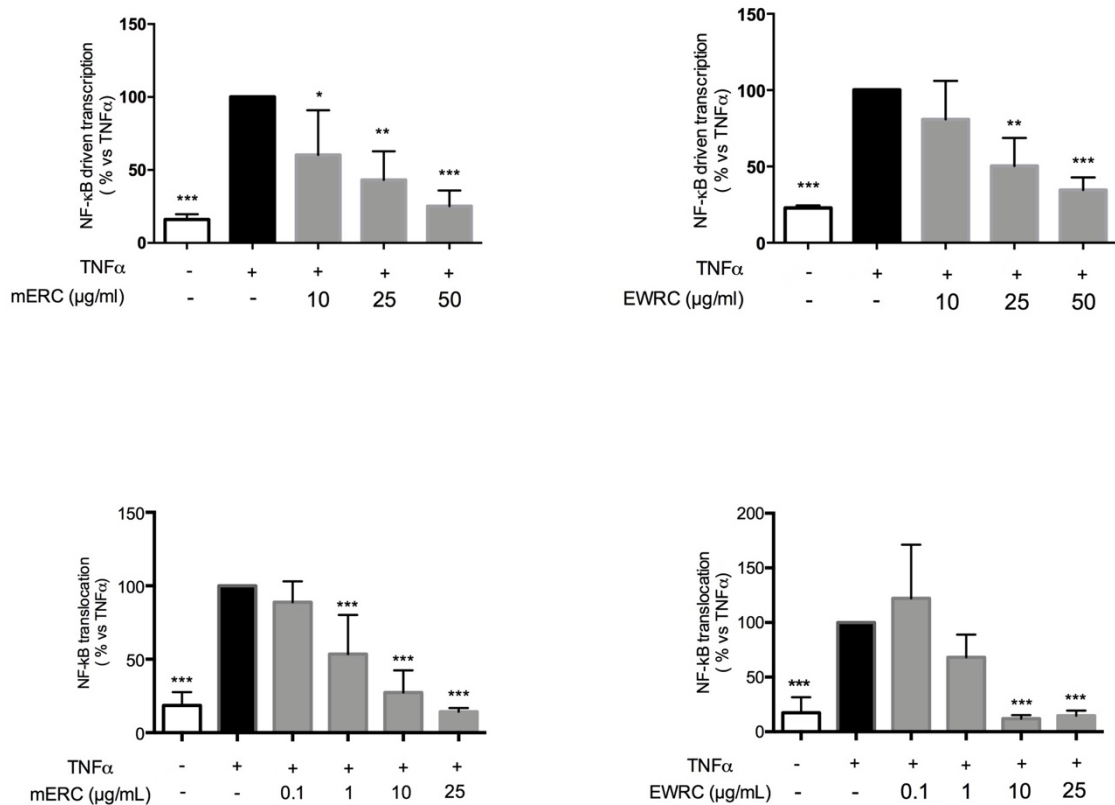 NF-κB driven transcription
( % vs TNFα)
150
100
50
0
***
*
**
***
TNFα - + + + +
mERC (µg/ml) - - 10 25 50
NF-κB driven transcription
( % vs TNFα)
150
100
50
0
***
**
***
TNFα - + + + +
EWRC (µg/ml) - - 10 25 50
NF-kB translocation
( % vs TNFα)
150
100
50
0
***
***
***
***
TNFα - + + + + +
mERC (µg/mL) - - 0.1 1 10 25
NF-kB translocation
( % vs TNFα)
200
150
100
50
0
***
***
***
TNFα - + + + + +
EWRC (µg/mL) - - 0.1 1 10 25